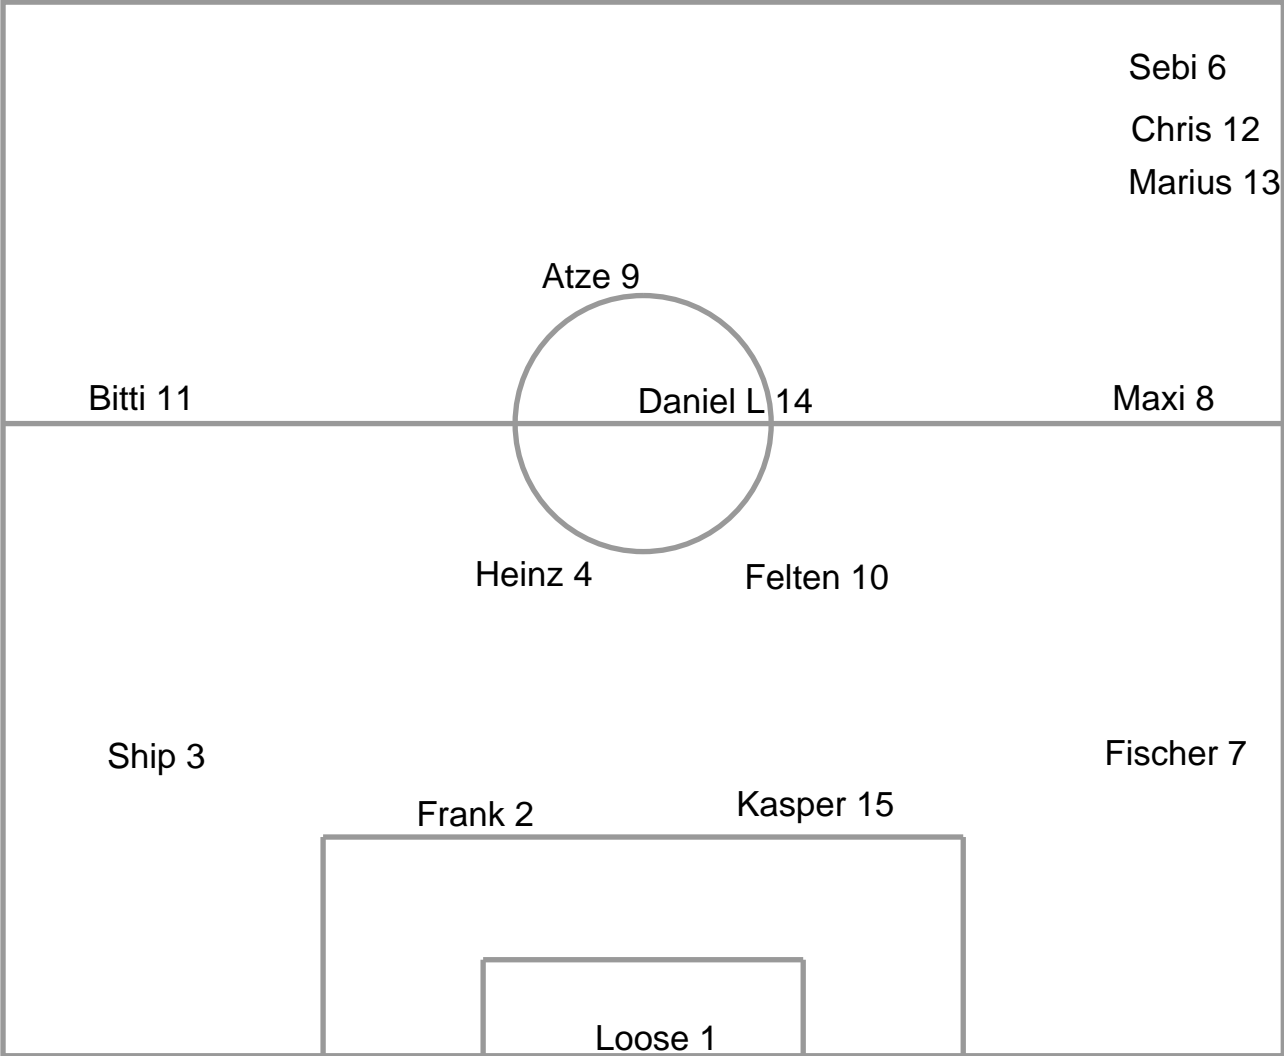 Sebi 6
Chris 12
Marius 13
Atze 9
Bitti 11
Daniel L 14
Maxi 8
Heinz 4
Felten 10
Ship 3
Fischer 7
Frank 2
Kasper 15
Loose 1